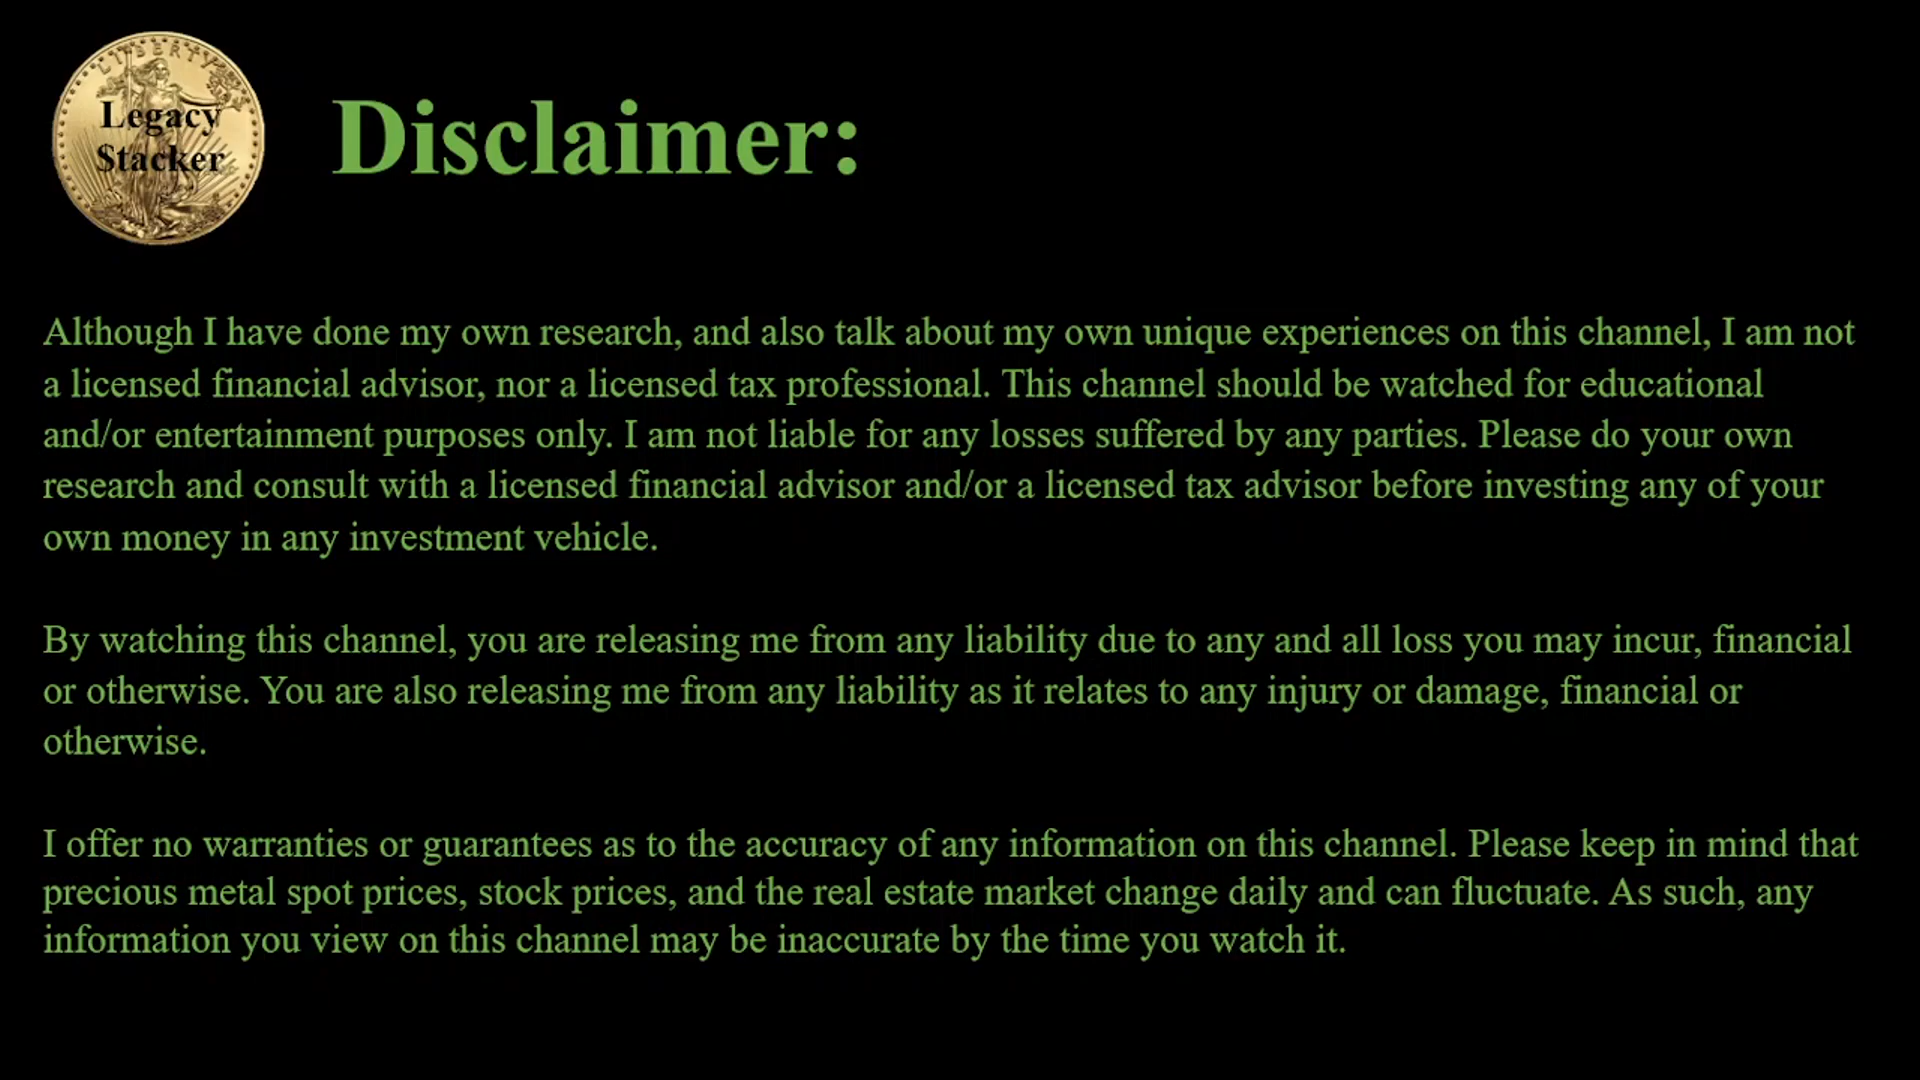 LIBERTY
Legacy
$tacker
Disclaimer:
Although I have done my own research, and also talk about my own unique experiences on this channel, I am not
a licensed financial advisor, nor a licensed tax professional. This channel should be watched for educational
and/or entertainment purposes only. I am not liable for any losses suffered by any parties. Please do your own
research and consult with a licensed financial advisor and/or a licensed tax advisor before investing any of your
own money in any investment vehicle.
By watching this channel, you are releasing me from any liability due to any and all loss you may incur, financial
or otherwise. You are also releasing me from any liability as it relates to any injury or damage, financial or
otherwise.
I offer no warranties or guarantees as to the accuracy of any information on this channel. Please keep in mind that
precious metal spot prices, stock prices, and the real estate market change daily and can fluctuate. As such, any
information you view on this channel may be inaccurate by the time you watch it.